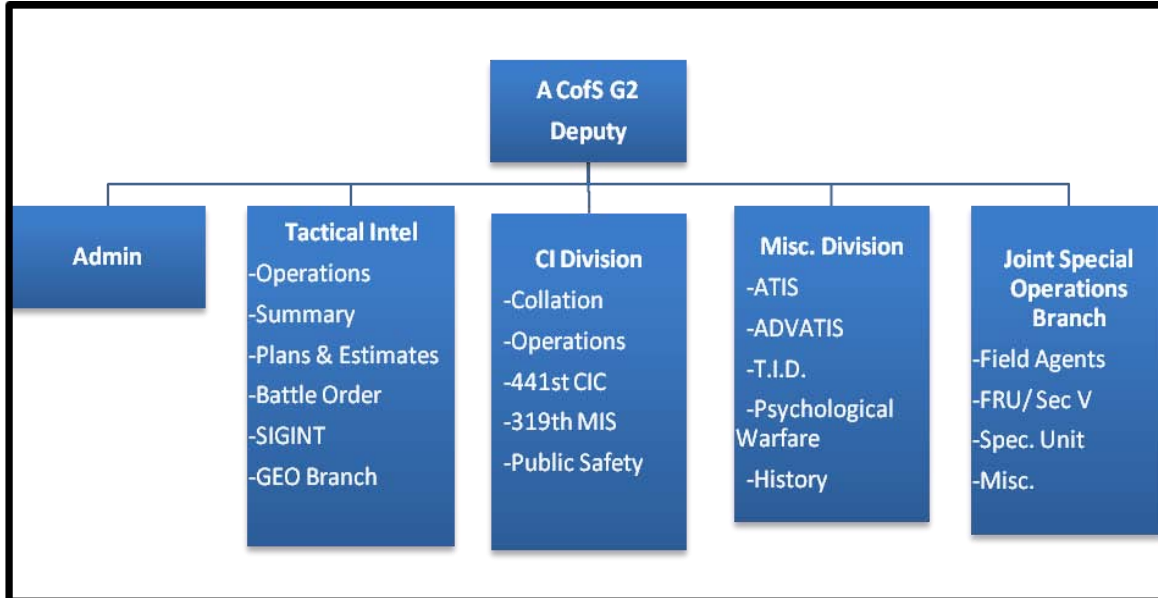 A CofS G2
Deputy
Admin
Tactical Intel
-Operations
-Summary
-Plans & Estimates
-Battle Order
-SIGINT
-GEO Branch
CI Division
-Collation
-Operations
-441st CIC
-319th MIS
-Public Safety
Misc. Division
-ATIS
-ADVATIS
-T.I.D.
-Psychological
Warfare
-History
Joint Special
Operations
Branch
-Field Agents
-FRU/ Sec V
-Spec. Unit
-Misc.